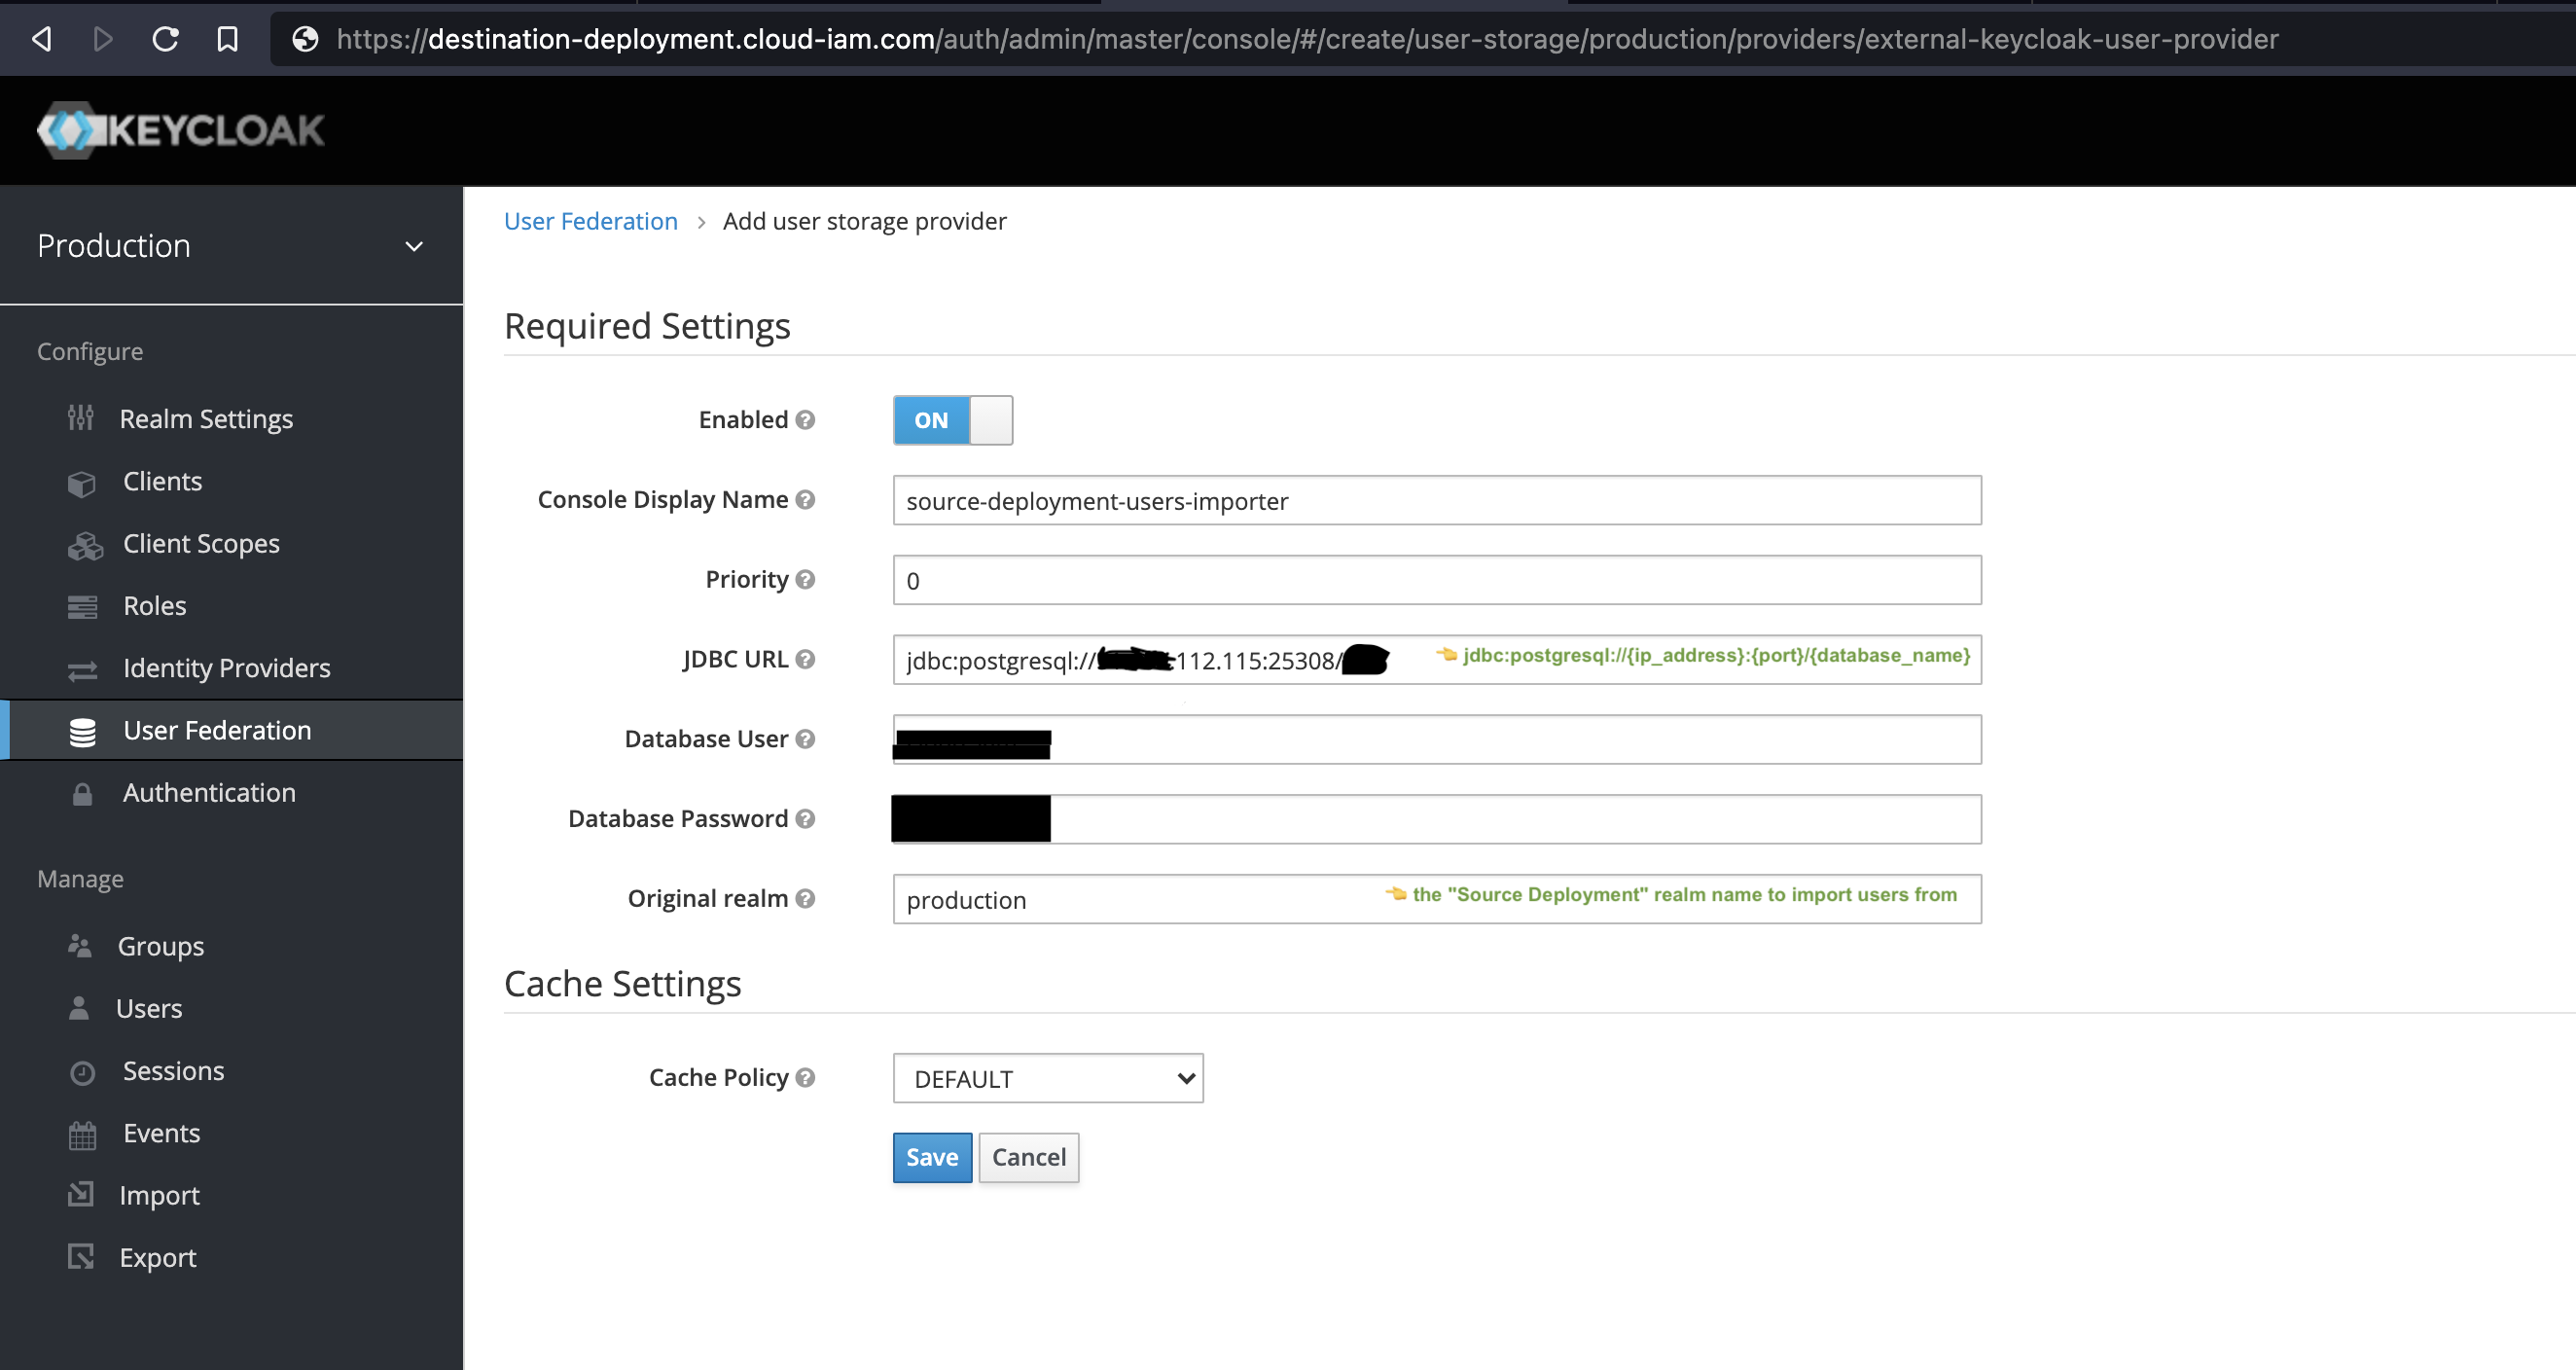 https://destination-deployment.cloud-iam.com/auth/admin/master/console/#/create/user-storage/production/providers/external-keycloak-user-provider
KEYCLOAK
Production
Configure
Realm Settings
Clients
Client Scopes
Roles
Identity Providers
User Federation
Authentication
Manage
Groups
Users
Sessions
Events
Import
Export
User Federation > Add user storage provider
Required Settings
Enabled ON
Console Display Name source-deployment-users-importer
Priority 0
JDBC URL jdbc:postgresql:// .112.115:25308/ 👈 jdbc:postgresql://{ip_address}:{port}/{database_name}
Database User
Database Password
Original realm production 👈 the "Source Deployment" realm name to import users from
Cache Settings
Cache Policy DEFAULT
Save Cancel